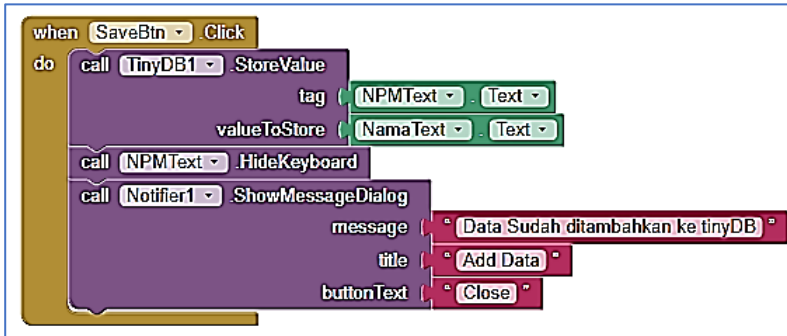 when SaveBtn .Click
do call TinyDB1 .StoreValue
tag NPMText . Text
valueToStore NamaText . Text
call NPMText .HideKeyboard
call Notifier1 .ShowMessageDialog
message " Data Sudah ditambahkan ke tinyDB "
title " Add Data "
buttonText " Close "